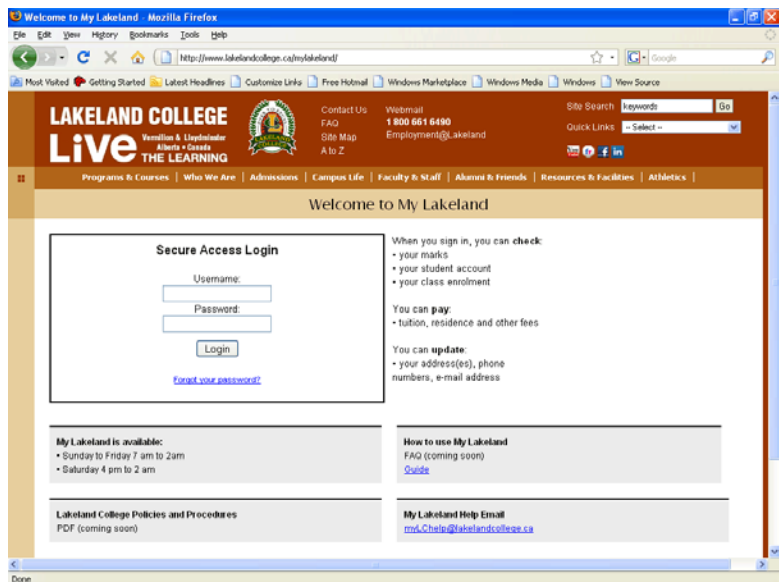 Welcome to My Lakeland - Mozilla Firefox
File Edit View History Bookmarks Tools Help
http://www.lakelandcollege.ca/mylakeland/
Google
Most Visited Getting Started Latest Headlines Customize Links Free Hotmail Windows Marketplace Windows Media Windows View Source
LAKELAND COLLEGE
LiVe
Vermilion & Lloydminster
Alberta • Canada
THE LEARNING
Contact Us
FAQ
Site Map
A to Z
Webmail
1 800 661 6490
Employment@Lakeland
Site Search keywords Go
Quick Links -- Select --
Programs & Courses | Who We Are | Admissions | Campus Life | Faculty & Staff | Alumni & Friends | Resources & Facilities | Athletics |
Welcome to My Lakeland
Secure Access Login
Username:
Password:
Login
Forgot your password?
When you sign in, you can check:
• your marks
• your student account
• your class enrolment
You can pay:
• tuition, residence and other fees
You can update:
• your address(es), phone
numbers, e-mail address
My Lakeland is available:
• Sunday to Friday 7 am to 2am
• Saturday 4 pm to 2 am
How to use My Lakeland
FAQ (coming soon)
Guide
Lakeland College Policies and Procedures
PDF (coming soon)
My Lakeland Help Email
myLChelp@lakelandcollege.ca
Done